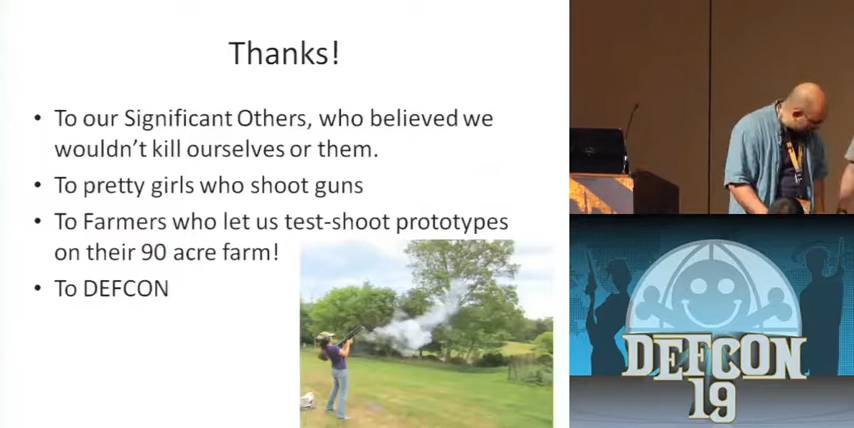 Thanks!
• To our Significant Others, who believed we
wouldn't kill ourselves or them.
• To pretty girls who shoot guns
• To Farmers who let us test-shoot prototypes
on their 90 acre farm!
• To DEFCON
DEFCON
19